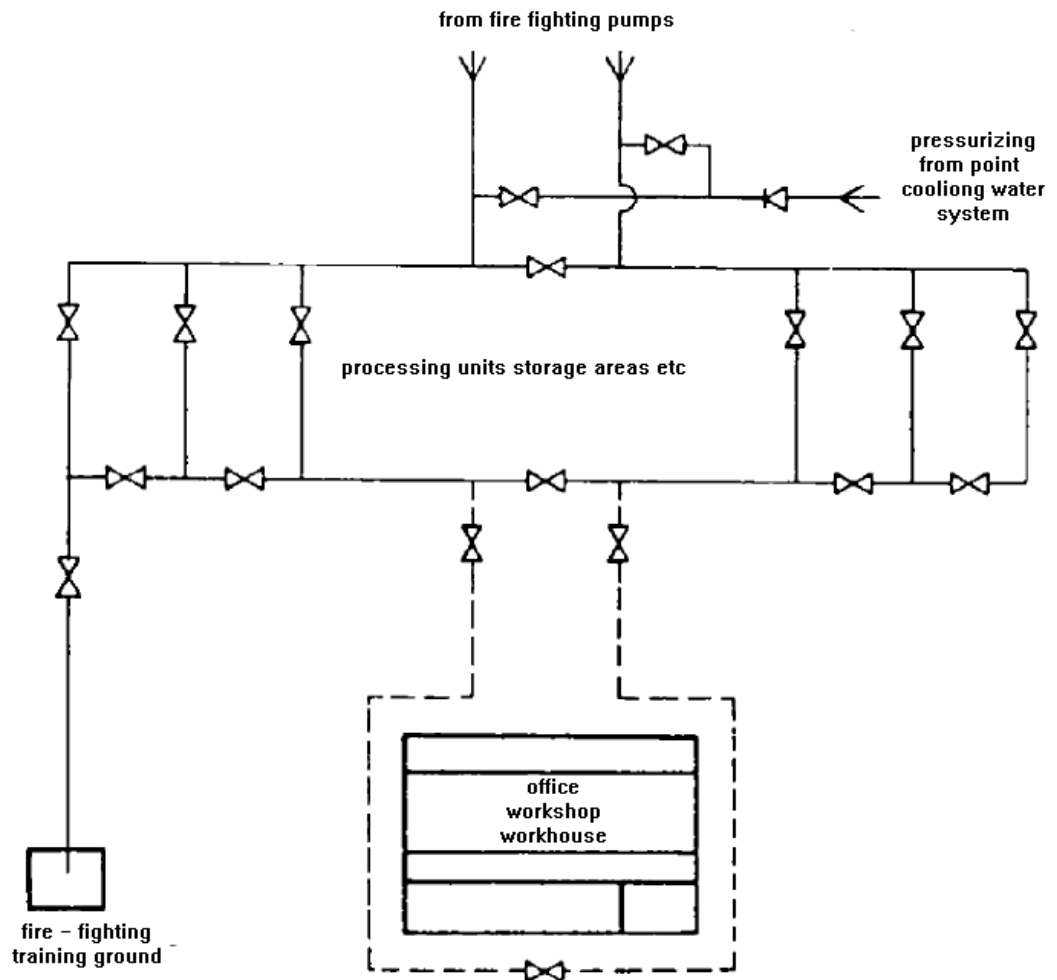 from fire fighting pumps
pressurizing
from point
cooliong water
system
processing units storage areas etc
office
workshop
workhouse
fire – fighting
training ground